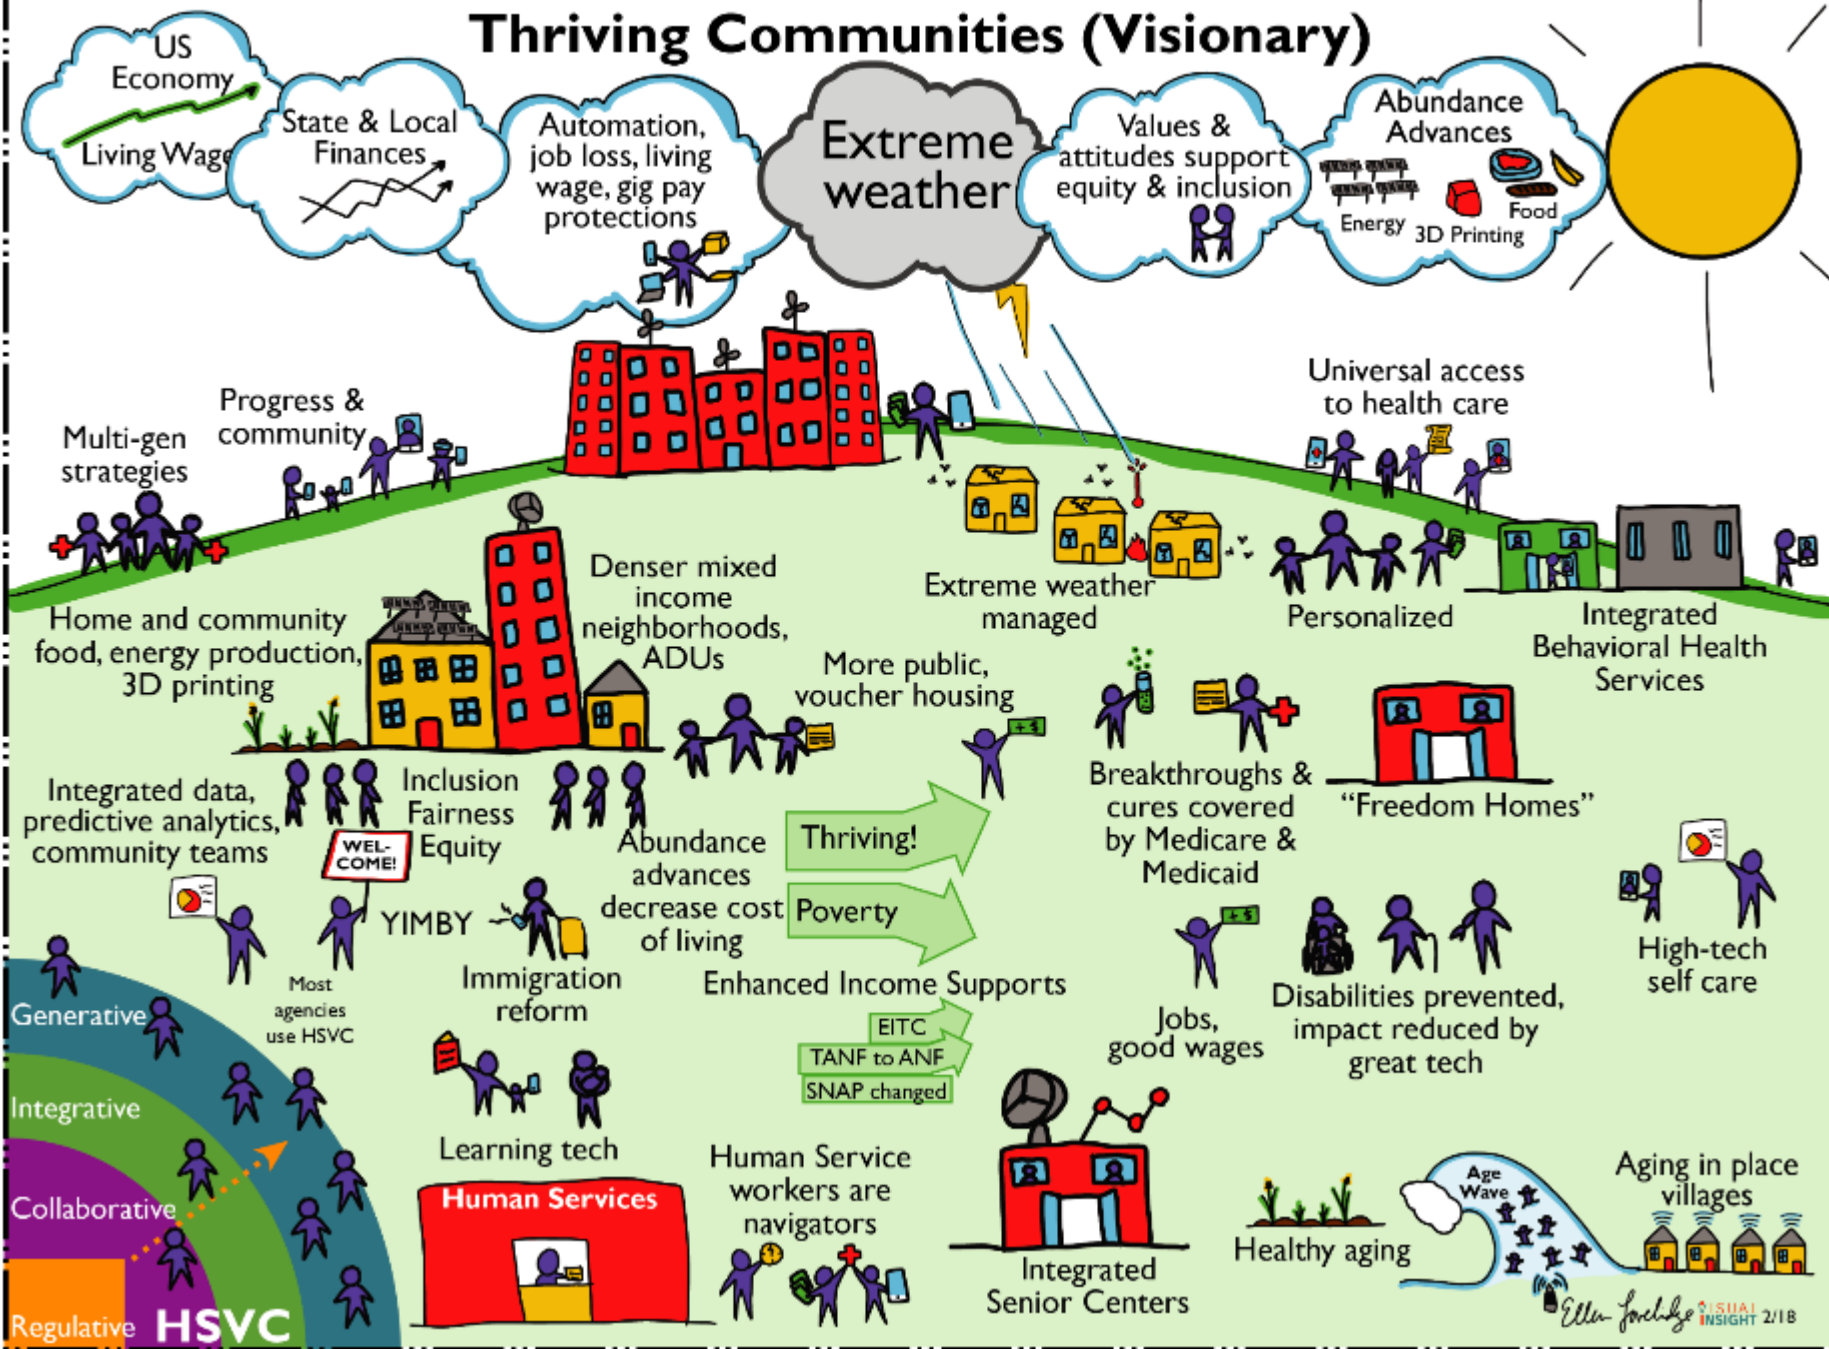 Thriving Communities (Visionary)
US
Economy
Living Wage
State & Local
Finances
Automation,
job loss, living
wage, gig pay
protections
Extreme
weather
Values &
attitudes support
equity & inclusion
Abundance
Advances
Energy
3D Printing
Food
Multi-gen
strategies
Progress &
community
Universal access
to health care
Home and community
food, energy production,
3D printing
Denser mixed
income
neighborhoods,
ADUs
Extreme weather
managed
Personalized
Integrated
Behavioral Health
Services
More public,
voucher housing
+ $
Integrated data,
predictive analytics,
community teams
Inclusion
Fairness
Equity
WEL-
COME!
YIMBY
Most
agencies
use HSVC
Immigration
reform
Abundance
advances
decrease cost
of living
Thriving!
Poverty
Enhanced Income Supports
EITC
TANF to ANF
SNAP changed
Breakthroughs &
cures covered
by Medicare &
Medicaid
"Freedom Homes"
+ $
Jobs,
good wages
Disabilities prevented,
impact reduced by
great tech
High-tech
self care
Generative
Integrative
Collaborative
Regulative
HSVC
Learning tech
Human Services
Human Service
workers are
navigators
Integrated
Senior Centers
Healthy aging
Age
Wave
Aging in place
villages
Ellen Lovelidge
VISUAL
INSIGHT
2/18